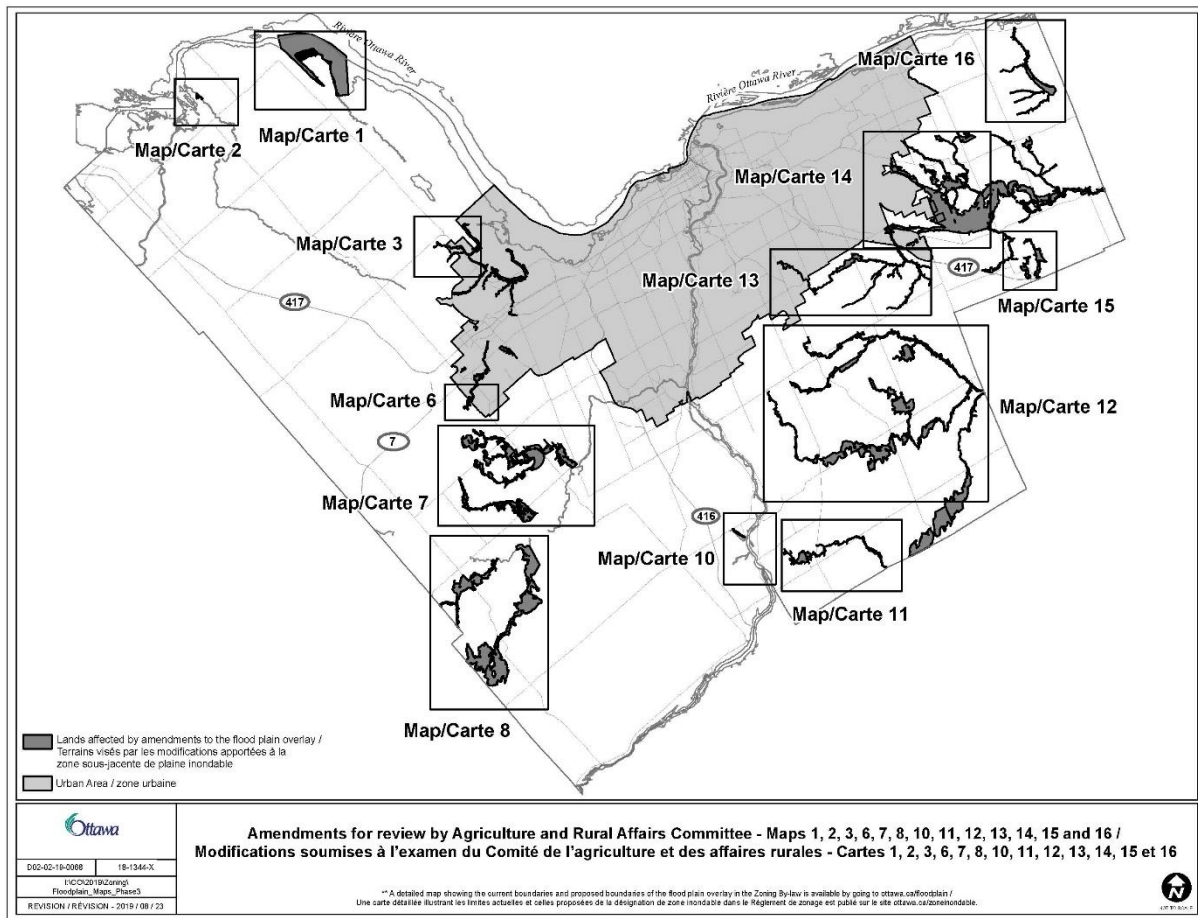 Rivière Ottawa River
Map/Carte 16
Rivière Ottawa River
Map/Carte 1
Map/Carte 2
Map/Carte 14
Map/Carte 3
417
Map/Carte 13
417
Map/Carte 15
Map/Carte 6
Map/Carte 12
7
Map/Carte 7
416
Map/Carte 10
Map/Carte 11
Map/Carte 8
Lands affected by amendments to the flood plain overlay /
Terrains visés par les modifications apportées à la
zone sous-jacente de plaine inondable
Urban Area / zone urbaine
Ottawa
D02-02-19-0068 18-1344-X
I:\CO\2019\Zoning\
Floodplain_Maps_Phase3
REVISION / RÉVISION - 2019 / 08 / 23
Amendments for review by Agriculture and Rural Affairs Committee - Maps 1, 2, 3, 6, 7, 8, 10, 11, 12, 13, 14, 15 and 16 /
Modifications soumises à l'examen du Comité de l'agriculture et des affaires rurales - Cartes 1, 2, 3, 6, 7, 8, 10, 11, 12, 13, 14, 15 et 16
** A detailed map showing the current boundaries and proposed boundaries of the flood plain overlay in the Zoning By-law is available by going to ottawa.ca/floodplain /
Une carte détaillée illustrant les limites actuelles et celles proposées de la désignation de zone inondable dans le Règlement de zonage est publié sur le site ottawa.ca/zoneinondable.
N
NOT TO SCALE